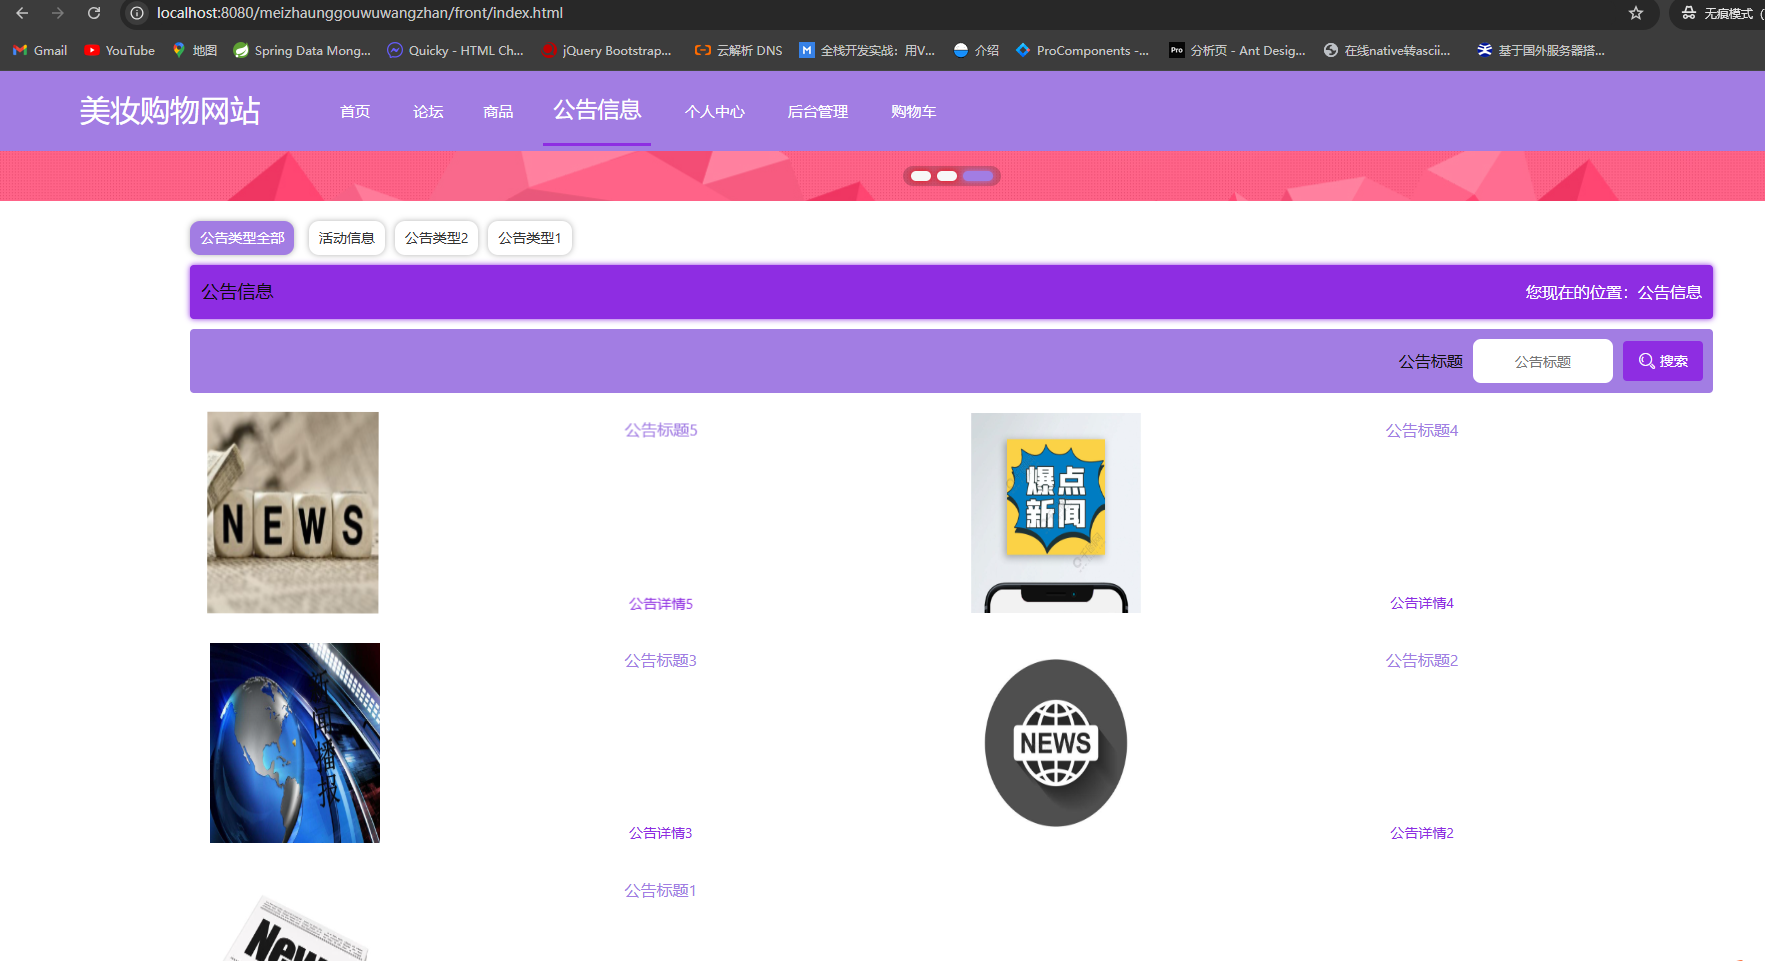 localhost:8080/meizhaunggouwuwangzhan/front/index.html
无痕模式
Gmail YouTube 地图 Spring Data Mong... Quicky - HTML Ch... jQuery Bootstrap... 云解析 DNS 全栈开发实战：用V... 介绍 ProComponents -... Pro 分析页 - Ant Desig... 在线native转ascii... 基于国外服务器搭...
美妆购物网站 首页 论坛 商品 公告信息 个人中心 后台管理 购物车
公告类型全部 活动信息 公告类型2 公告类型1
公告信息 您现在的位置：公告信息
公告标题 公告标题 搜索
公告标题5
NEWS
公告详情5
公告标题4
爆点
新闻
公告详情4
公告标题3
新闻播报
公告详情3
公告标题2
NEWS
公告详情2
公告标题1
News